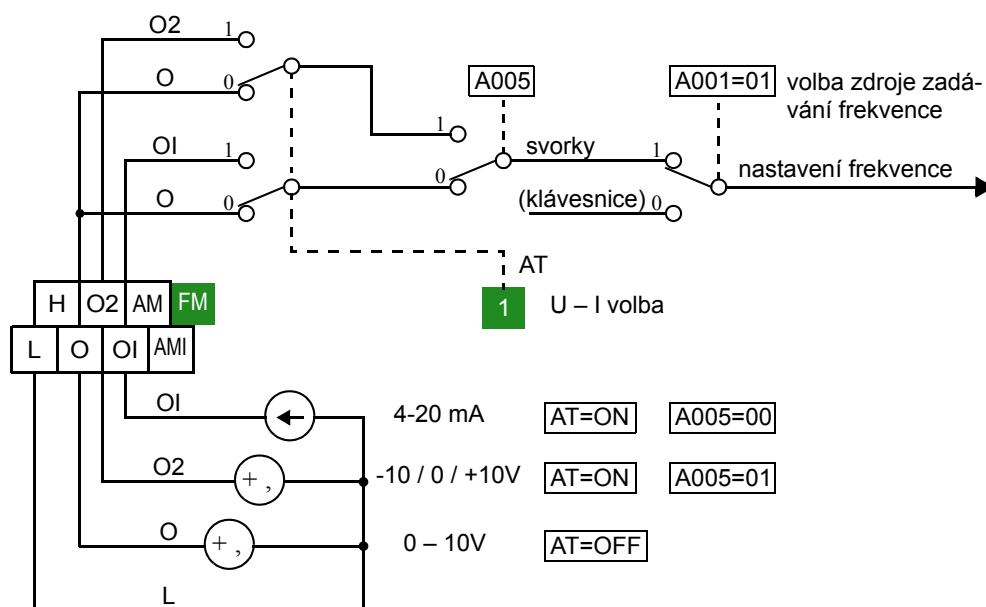 O2 1
O 0
A005 A001=01 volba zdroje zadá-
vání frekvence
OI 1 1 svorky 1
nastavení frekvence
O 0 0 (klávesnice) 0
AT
H O2 AM FM 1 U – I volba
L O OI AMI
OI 4-20 mA AT=ON A005=00
O2 + , -10 / 0 / +10V AT=ON A005=01
O + , 0 – 10V AT=OFF
L